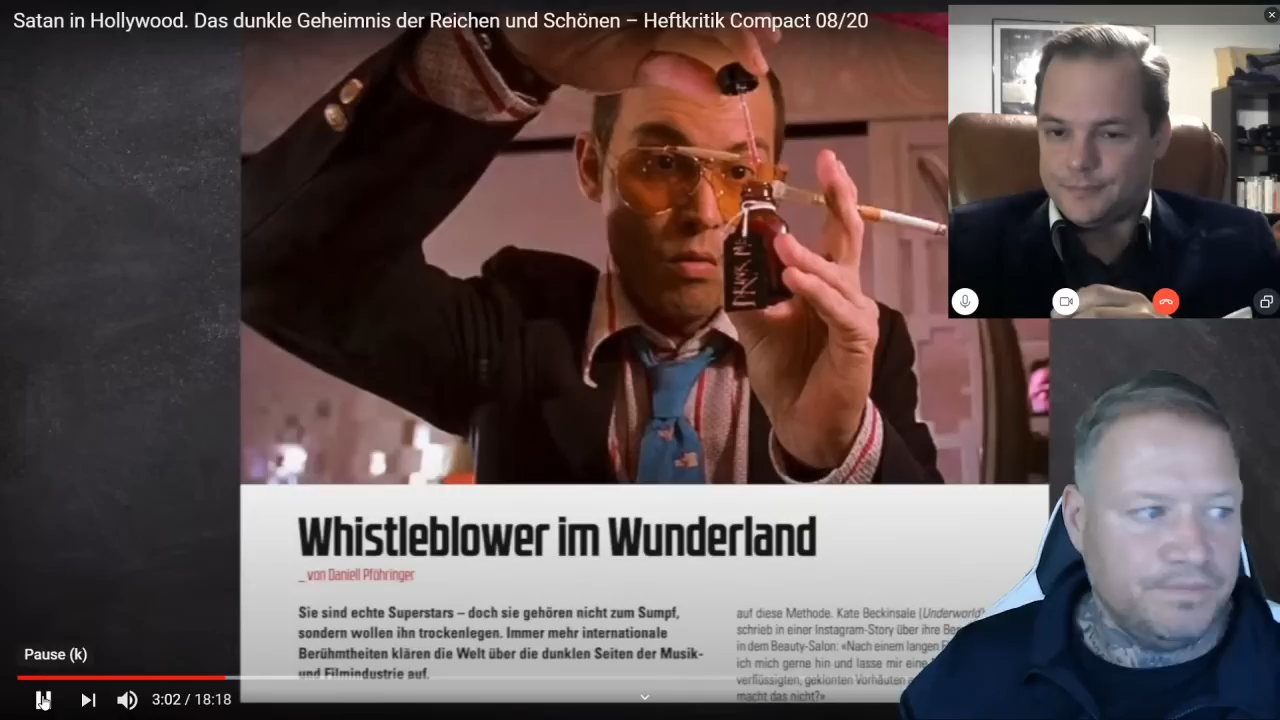 Satan in Hollywood. Das dunkle Geheimnis der Reichen und Schönen – Heftkritik Compact 08/20
DRINK ME
Whistleblower im Wunderland
_von Daniell Pföhringer
Sie sind echte Superstars – doch sie gehören nicht zum Sumpf,
sondern wollen ihn trockenlegen. Immer mehr internationale
Berühmtheiten klären die Welt über die dunklen Seiten der Musik-
und Filmindustrie auf.
auf diese Methode. Kate Beckinsale (Underworld)
schrieb in einer Instagram-Story über ihre
in dem Beauty-Salon: «Nach einem langen
ich mich gerne hin und lasse mir eine
verflüssigten, geklonten Vorhäuten
macht das nicht?»
Pause (k)
3:02 / 18:18